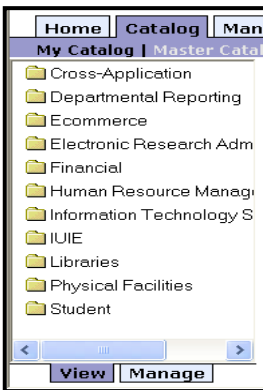 Home Catalog Man
My Catalog | Master Catal
Cross-Application
Departmental Reporting
Ecommerce
Electronic Research Adm
Financial
Human Resource Manag
Information Technology S
IUIE
Libraries
Physical Facilities
Student
View Manage